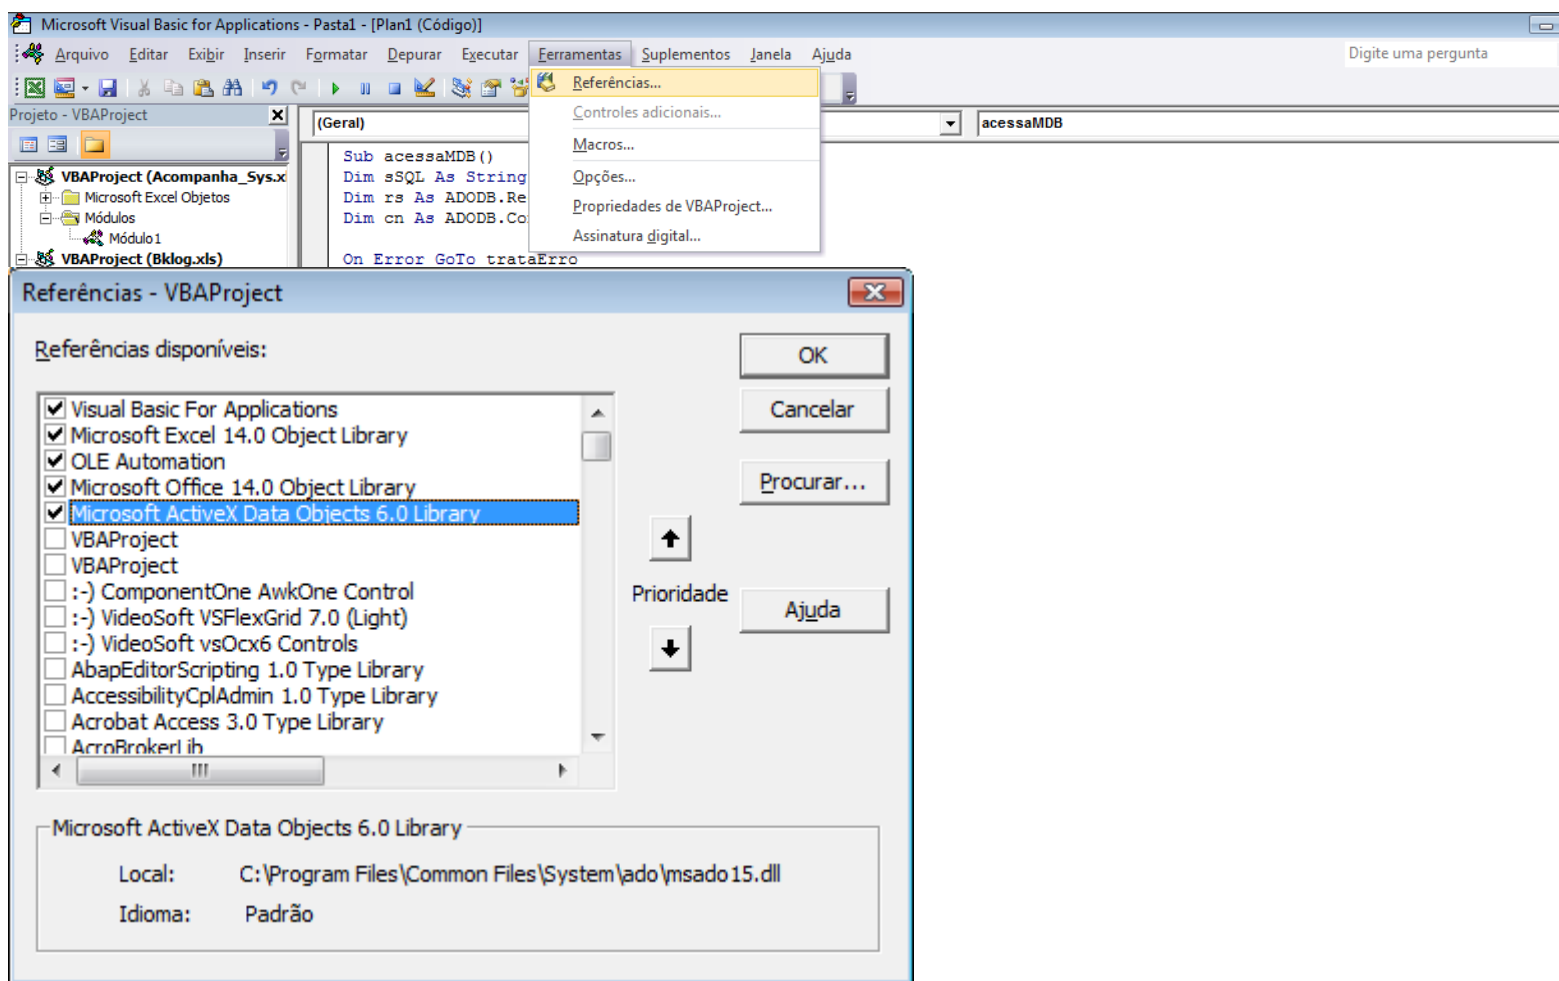 Microsoft Visual Basic for Applications - Pasta1 - [Plan1 (Código)]
Arquivo Editar Exibir Inserir Formatar Depurar Executar Ferramentas Suplementos Janela Ajuda Digite uma pergunta
Referências...
Controles adicionais...
Macros...
Opções...
Propriedades de VBAProject...
Assinatura digital...
Projeto - VBAProject
VBAProject (Acompanha_Sys.x
Microsoft Excel Objetos
Módulos
Módulo1
VBAProject (Bklog.xls)
(Geral) acessaMDB
Sub acessaMDB()
Dim sSQL As String
Dim rs As ADODB.Re
Dim cn As ADODB.Co
On Error GoTo trataErro
Referências - VBAProject
Referências disponíveis:
Visual Basic For Applications
Microsoft Excel 14.0 Object Library
OLE Automation
Microsoft Office 14.0 Object Library
Microsoft ActiveX Data Objects 6.0 Library
VBAProject
VBAProject
:-) ComponentOne AwkOne Control
:-) VideoSoft VSFlexGrid 7.0 (Light)
:-) VideoSoft vsOcx6 Controls
AbapEditorScripting 1.0 Type Library
AccessibilityCplAdmin 1.0 Type Library
Acrobat Access 3.0 Type Library
AcroBrokerLib
OK
Cancelar
Procurar...
Prioridade
Ajuda
Microsoft ActiveX Data Objects 6.0 Library
Local: C:\Program Files\Common Files\System\ado\msado15.dll
Idioma: Padrão